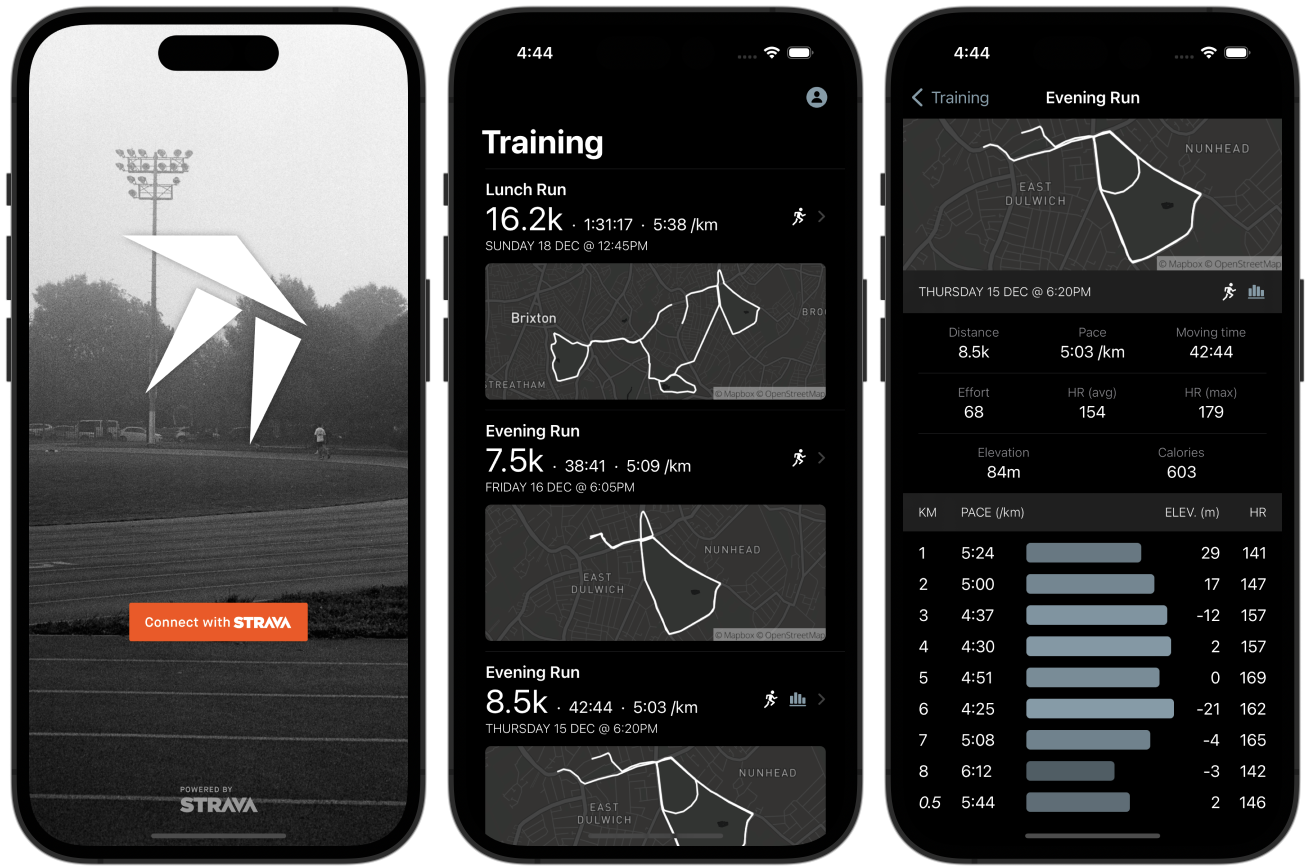 Connect with STRAVA
POWERED BY
STRAVA
4:44
Training
Lunch Run
16.2k · 1:31:17 · 5:38 /km
SUNDAY 18 DEC @ 12:45PM
Brixton
BRO
STREATHAM
© Mapbox © OpenStreetMap
Evening Run
7.5k · 38:41 · 5:09 /km
FRIDAY 16 DEC @ 6:05PM
NUNHEAD
EAST
DULWICH
© Mapbox © OpenStreetMap
Evening Run
8.5k · 42:44 · 5:03 /km
THURSDAY 15 DEC @ 6:20PM
NUNHEAD
EAST
DULWICH
4:44
Training Evening Run
NUNHEAD
EAST
DULWICH
© Mapbox © OpenStreetMap
THURSDAY 15 DEC @ 6:20PM
Distance Pace Moving time
8.5k 5:03 /km 42:44
Effort HR (avg) HR (max)
68 154 179
Elevation Calories
84m 603
KM PACE (/km) ELEV. (m) HR
1 5:24 29 141
2 5:00 17 147
3 4:37 -12 157
4 4:30 2 157
5 4:51 0 169
6 4:25 -21 162
7 5:08 -4 165
8 6:12 -3 142
0.5 5:44 2 146